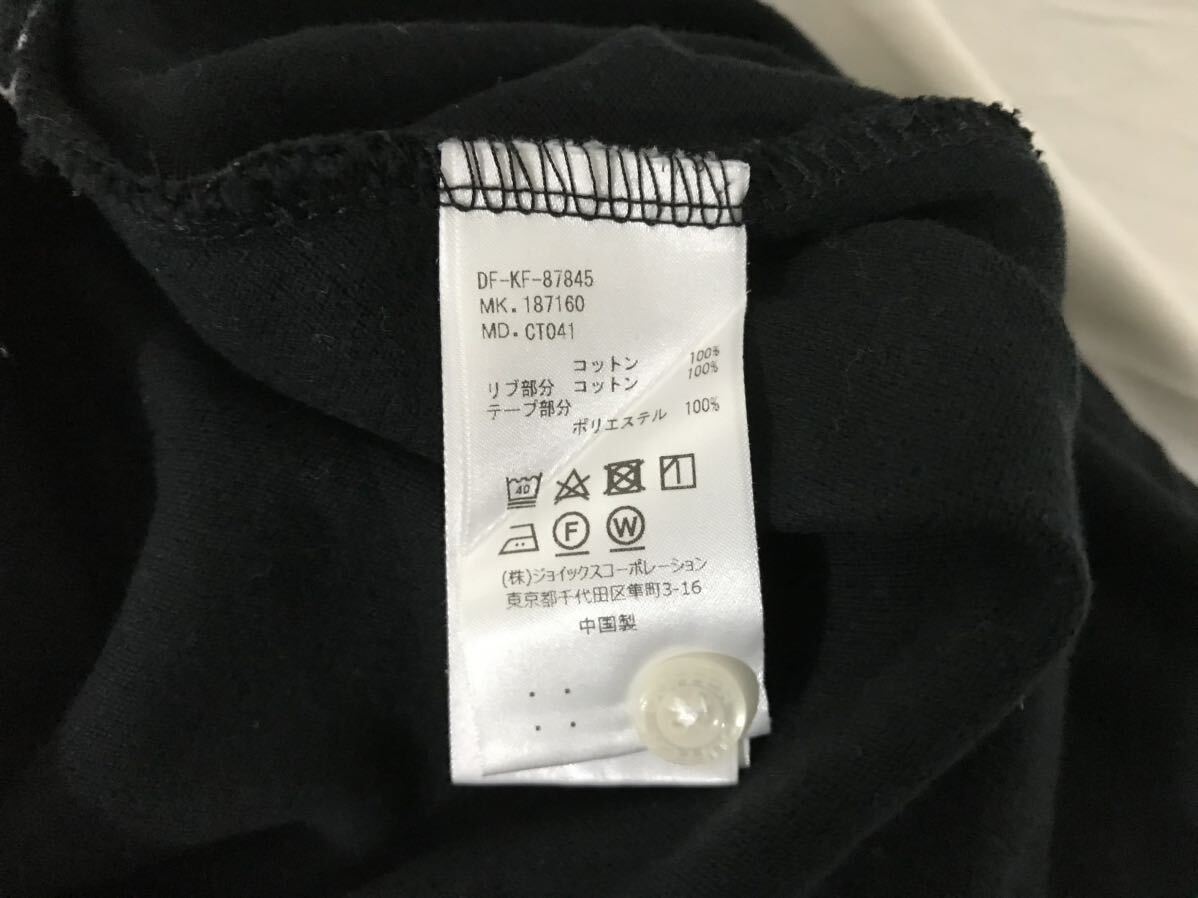 DF-KF-87845
MK.187160
MD.CT041
コットン 100%
リブ部分 コットン 100%
テープ部分
ポリエステル 100%
40
F W
(株)ジョイックスコーポレーション
東京都千代田区隼町3-16
中国製